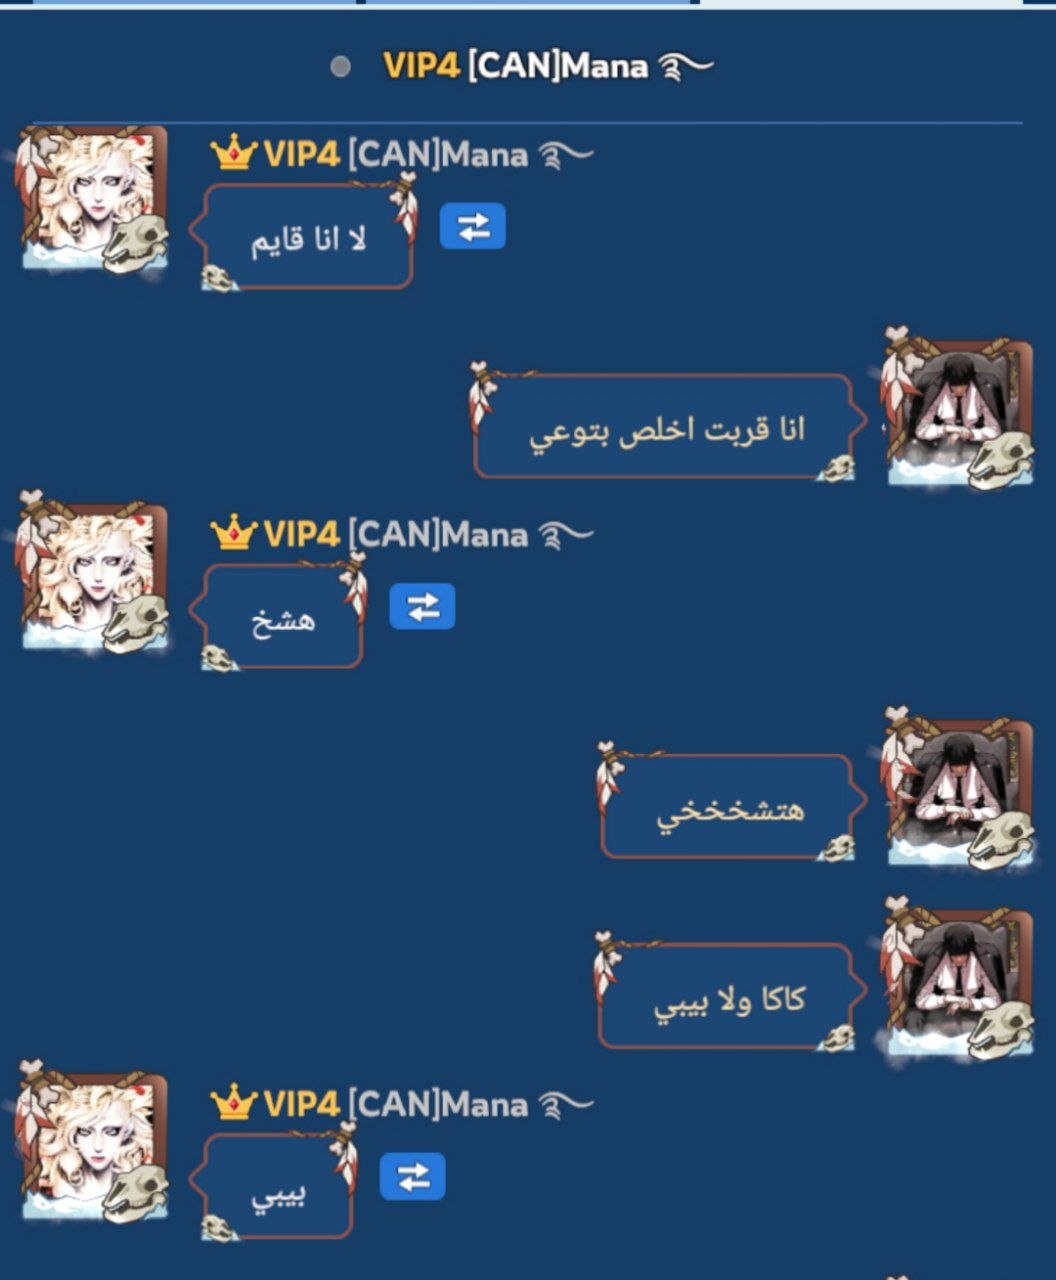 VIP4 [CAN]Mana
VIP4 [CAN]Mana
لا انا قايم
انا قربت اخلص بتوعي
VIP4 [CAN]Mana
هشخ
هتشخخخي
كاكا ولا بيبي
VIP4 [CAN]Mana
بيبي